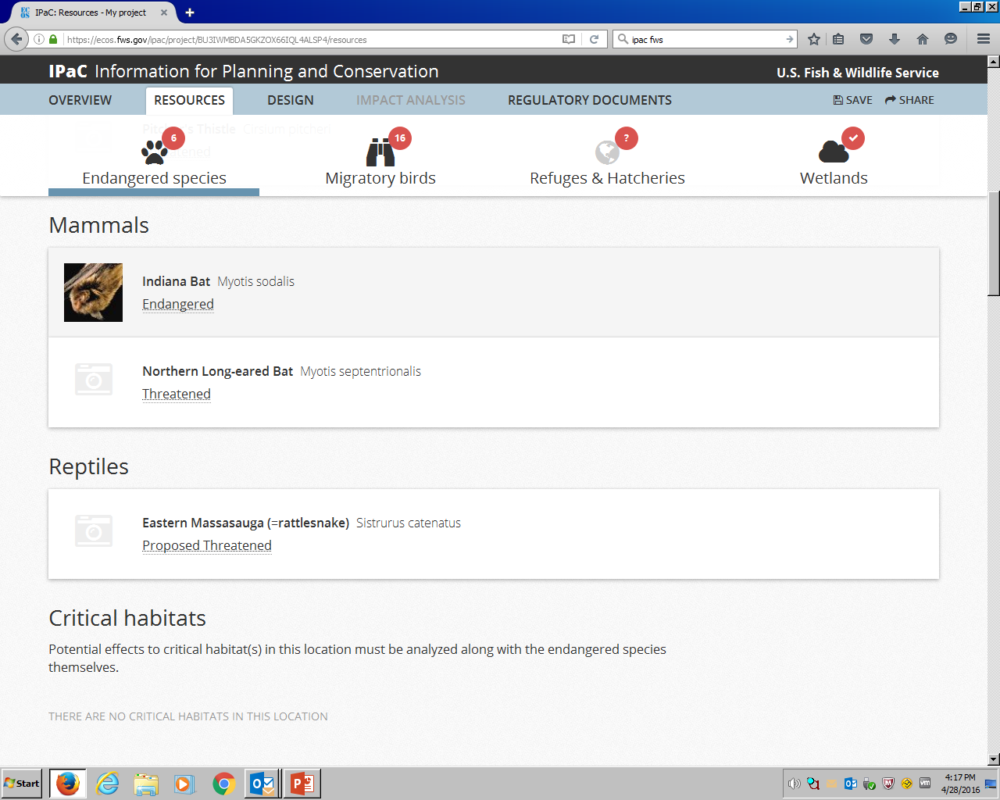 IPaC: Resources - My project
https://ecos.fws.gov/ipac/project/BU3IWMBDA5GKZOX66IQL4ALSP4/resources
ipac fws
IPaC Information for Planning and Conservation
U.S. Fish & Wildlife Service
OVERVIEW RESOURCES DESIGN IMPACT ANALYSIS REGULATORY DOCUMENTS SAVE SHARE
Pitcher's Thistle Cirsium pitcheri
Threatened
6 16 ?
Endangered species Migratory birds Refuges & Hatcheries Wetlands
Mammals
Indiana Bat Myotis sodalis
Endangered
Northern Long-eared Bat Myotis septentrionalis
Threatened
Reptiles
Eastern Massasauga (=rattlesnake) Sistrurus catenatus
Proposed Threatened
Critical habitats
Potential effects to critical habitat(s) in this location must be analyzed along with the endangered species
themselves.
THERE ARE NO CRITICAL HABITATS IN THIS LOCATION
Start
4:17 PM
4/28/2016